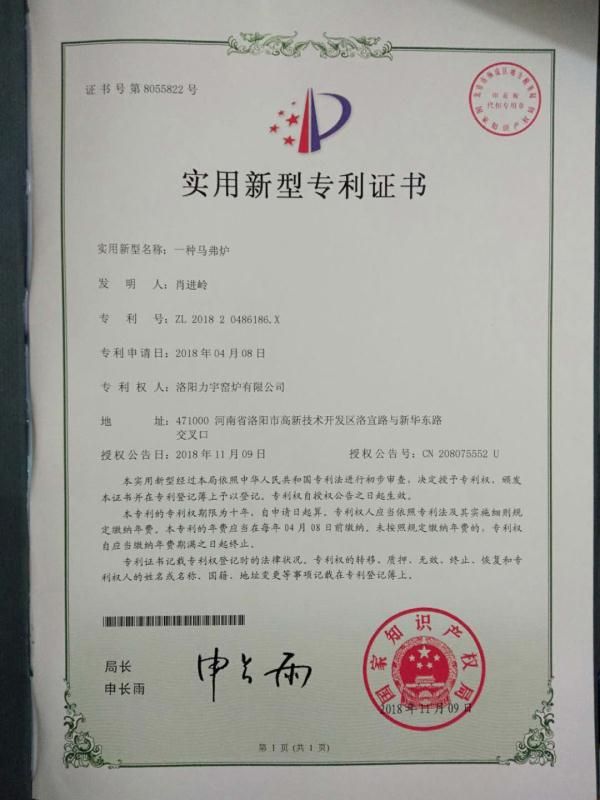 证书号第8055822号
印花税
代扣专用章
国家知识产权局
实用新型专利证书
实用新型名称：一种马弗炉
发明人：肖进岭
专利号：ZL 2018 2 0486186.X
专利申请日：2018年04月08日
专利权人：洛阳力宇窑炉有限公司
地址：471000 河南省洛阳市高新技术开发区洛宜路与新华东路
交叉口
授权公告日：2018年11月09日 授权公告号：CN 208075552 U
本实用新型经过本局依照中华人民共和国专利法进行初步审查，决定授予专利权，颁发
本证书并在专利登记簿上予以登记。专利权自授权公告之日起生效。
本专利的专利权期限为十年，自申请日起算。专利权人应当依照专利法及其实施细则规
定缴纳年费。本专利的年费应当在每年04月08日前缴纳。未按照规定缴纳年费的，专利权
自应当缴纳年费期满之日起终止。
专利证书记载专利权登记时的法律状况。专利权的转移、质押、无效、终止、恢复和专
利权人的姓名或名称、国籍、地址变更等事项记载在专利登记簿上。
局长
申长雨
申长雨
国家知识产权局
2018年11月09日
第1页（共1页）